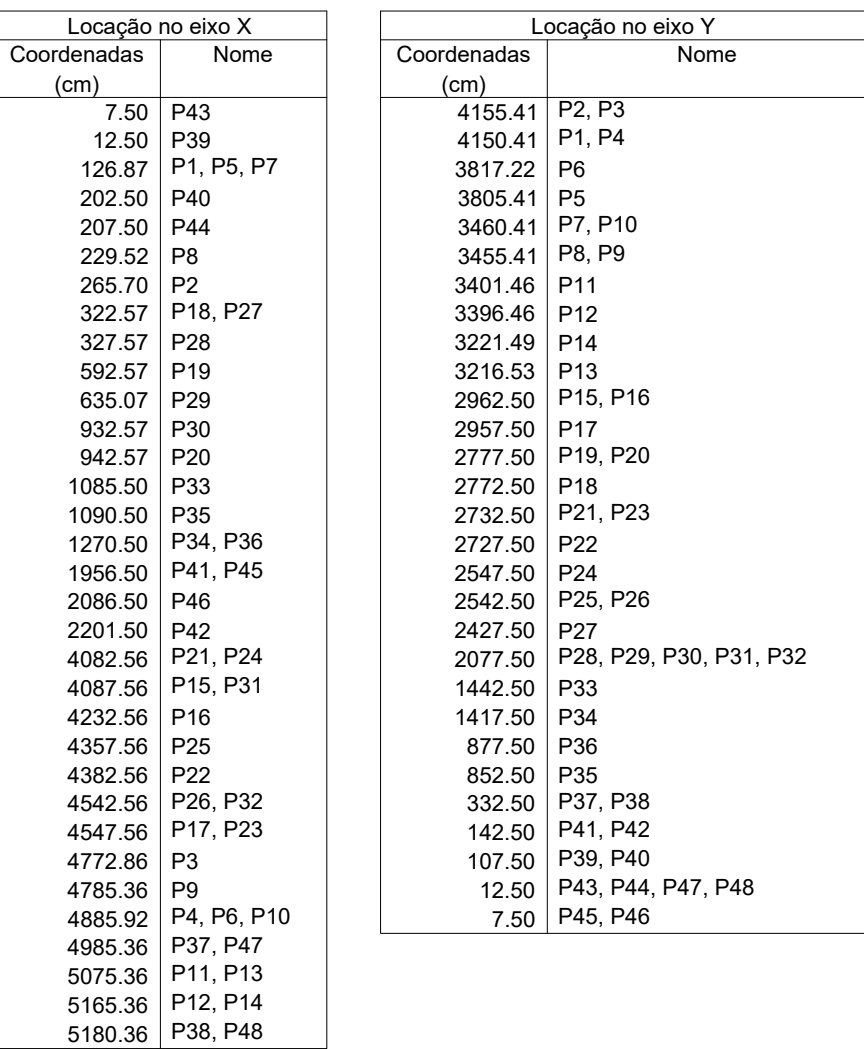 Locação no eixo X
Coordenadas Nome
(cm)
7.50 P43
12.50 P39
126.87 P1, P5, P7
202.50 P40
207.50 P44
229.52 P8
265.70 P2
322.57 P18, P27
327.57 P28
592.57 P19
635.07 P29
932.57 P30
942.57 P20
1085.50 P33
1090.50 P35
1270.50 P34, P36
1956.50 P41, P45
2086.50 P46
2201.50 P42
4082.56 P21, P24
4087.56 P15, P31
4232.56 P16
4357.56 P25
4382.56 P22
4542.56 P26, P32
4547.56 P17, P23
4772.86 P3
4785.36 P9
4885.92 P4, P6, P10
4985.36 P37, P47
5075.36 P11, P13
5165.36 P12, P14
5180.36 P38, P48
Locação no eixo Y
Coordenadas Nome
(cm)
4155.41 P2, P3
4150.41 P1, P4
3817.22 P6
3805.41 P5
3460.41 P7, P10
3455.41 P8, P9
3401.46 P11
3396.46 P12
3221.49 P14
3216.53 P13
2962.50 P15, P16
2957.50 P17
2777.50 P19, P20
2772.50 P18
2732.50 P21, P23
2727.50 P22
2547.50 P24
2542.50 P25, P26
2427.50 P27
2077.50 P28, P29, P30, P31, P32
1442.50 P33
1417.50 P34
877.50 P36
852.50 P35
332.50 P37, P38
142.50 P41, P42
107.50 P39, P40
12.50 P43, P44, P47, P48
7.50 P45, P46